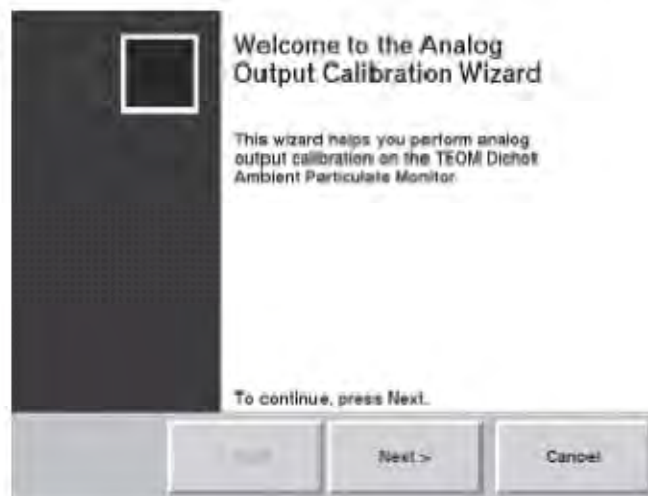 Welcome to the Analog
Output Calibration Wizard
This wizard helps you perform analog
output calibration on the TEOM Dichot
Ambient Particulate Monitor
To continue, press Next.
Next >
Cancel